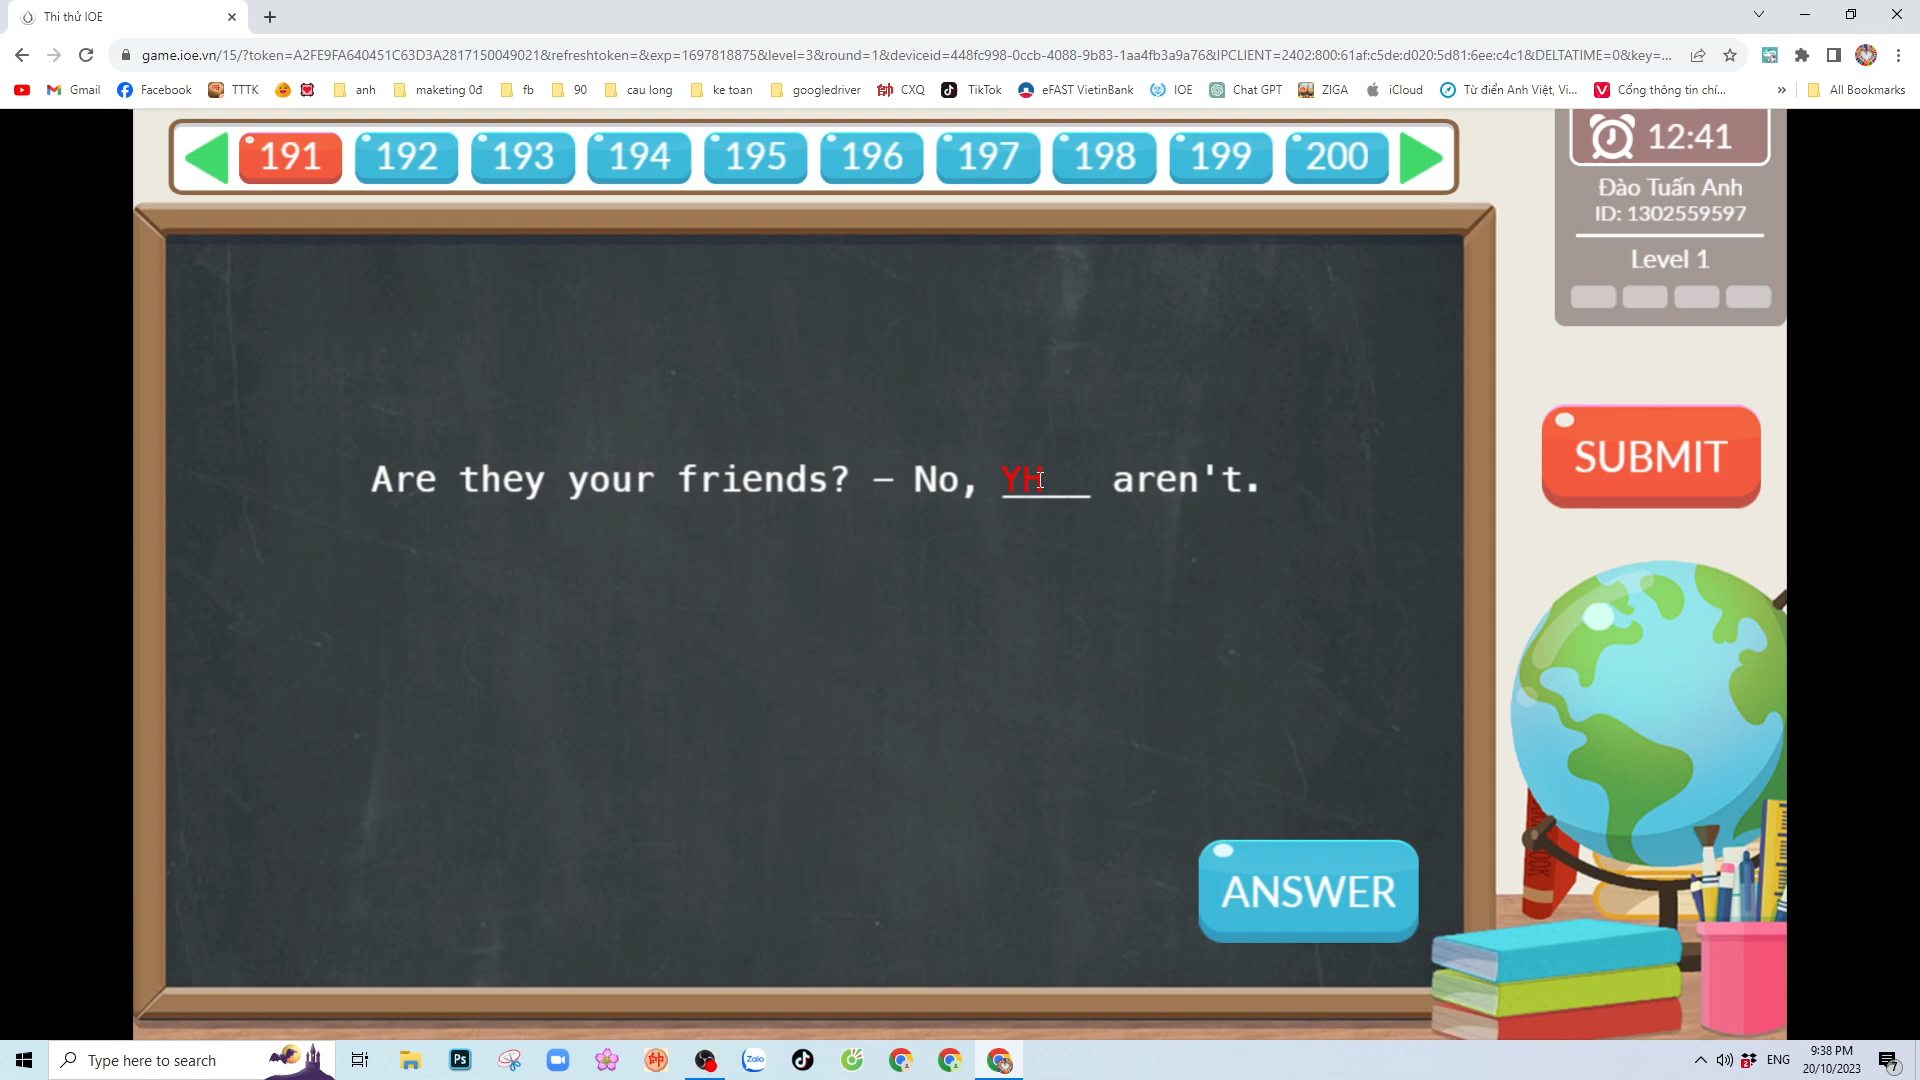 Thi thử IOE
game.ioe.vn/15/?token=A2FE9FA640451C63D3A2817150049021&refreshtoken=&exp=1697818875&level=3&round=1&deviceid=448fc998-0ccb-4088-9b83-1aa4fb3a9a76&IPCLIENT=2402:800:61af:c5de:d020:5d81:6ee:c4c1&DELTATIME=0&key=...
Gmail Facebook TTTK anh maketing 0đ fb 90 cau long ke toan googledriver CXQ TikTok eFAST VietinBank IOE Chat GPT ZIGA iCloud Từ điển Anh Việt, Vi... Cổng thông tin chí... » All Bookmarks
191 192 193 194 195 196 197 198 199 200
12:41
Đào Tuấn Anh
ID: 1302559597
Level 1
SUBMIT
Are they your friends? – No, YH__ aren't.
ANSWER
Type here to search
Ps
Zalo
ENG
9:38 PM
20/10/2023
2
7